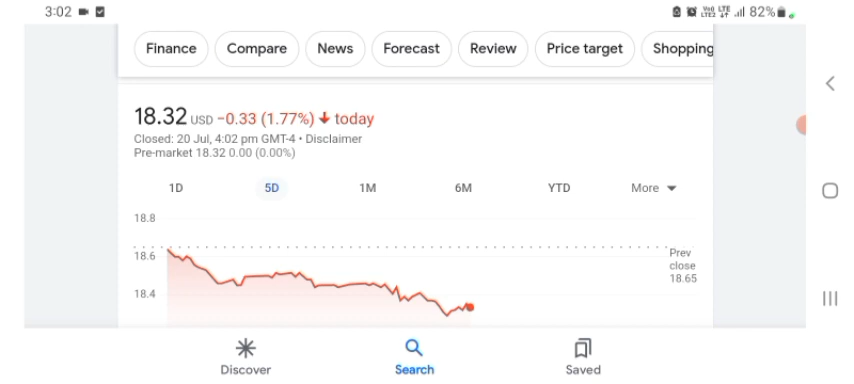 3:02
LTE2 LTE 82%
Finance Compare News Forecast Review Price target Shopping
18.32 USD −0.33 (1.77%) today
Closed: 20 Jul, 4:02 pm GMT-4 • Disclaimer
Pre-market 18.32 0.00 (0.00%)
1D 5D 1M 6M YTD More
18.8
18.6
18.4
Prev
close
18.65
Discover Search Saved